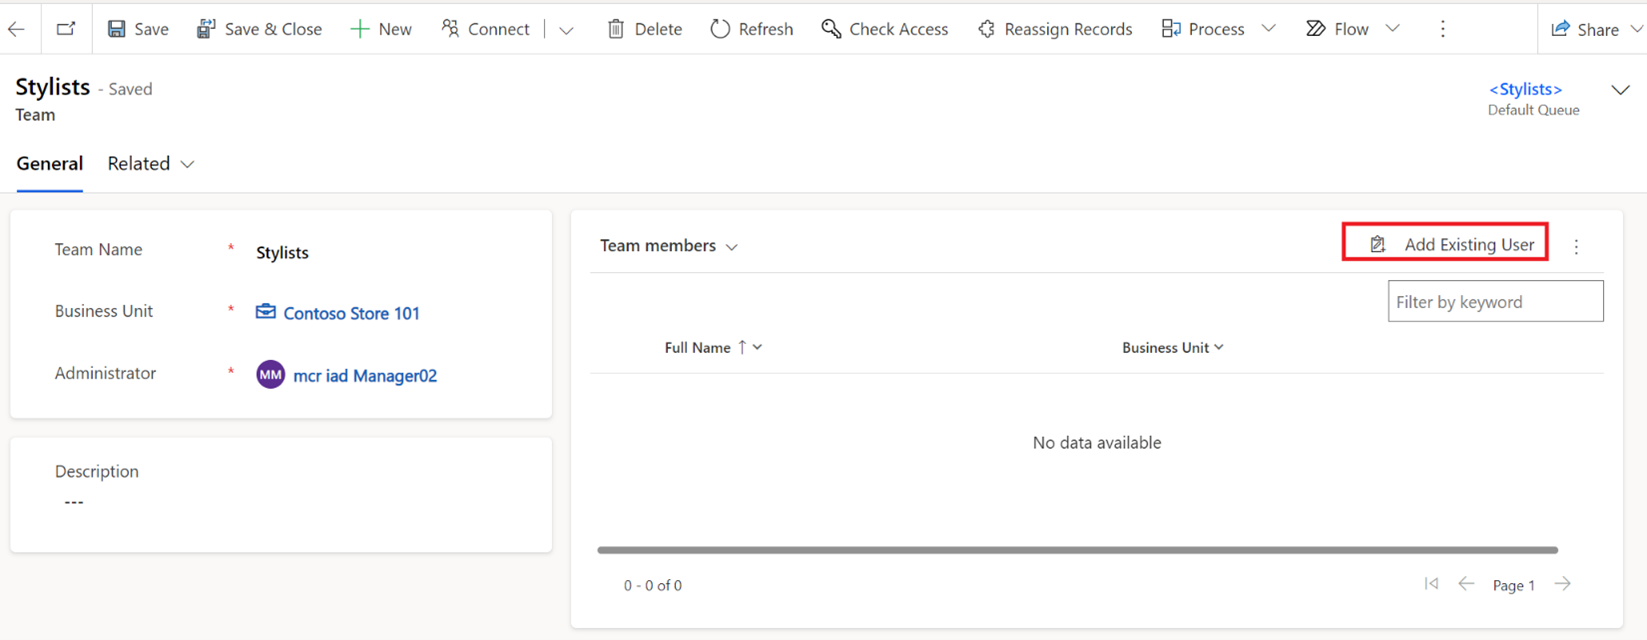 Save Save & Close New Connect Delete Refresh Check Access Reassign Records Process Flow Share
Stylists - Saved
Team
<Stylists>
Default Queue
General Related
Team Name * Stylists
Business Unit * Contoso Store 101
Administrator * MM mcr iad Manager02
Description
---
Team members
Add Existing User
Filter by keyword
Full Name ↑ Business Unit
No data available
0 - 0 of 0
Page 1